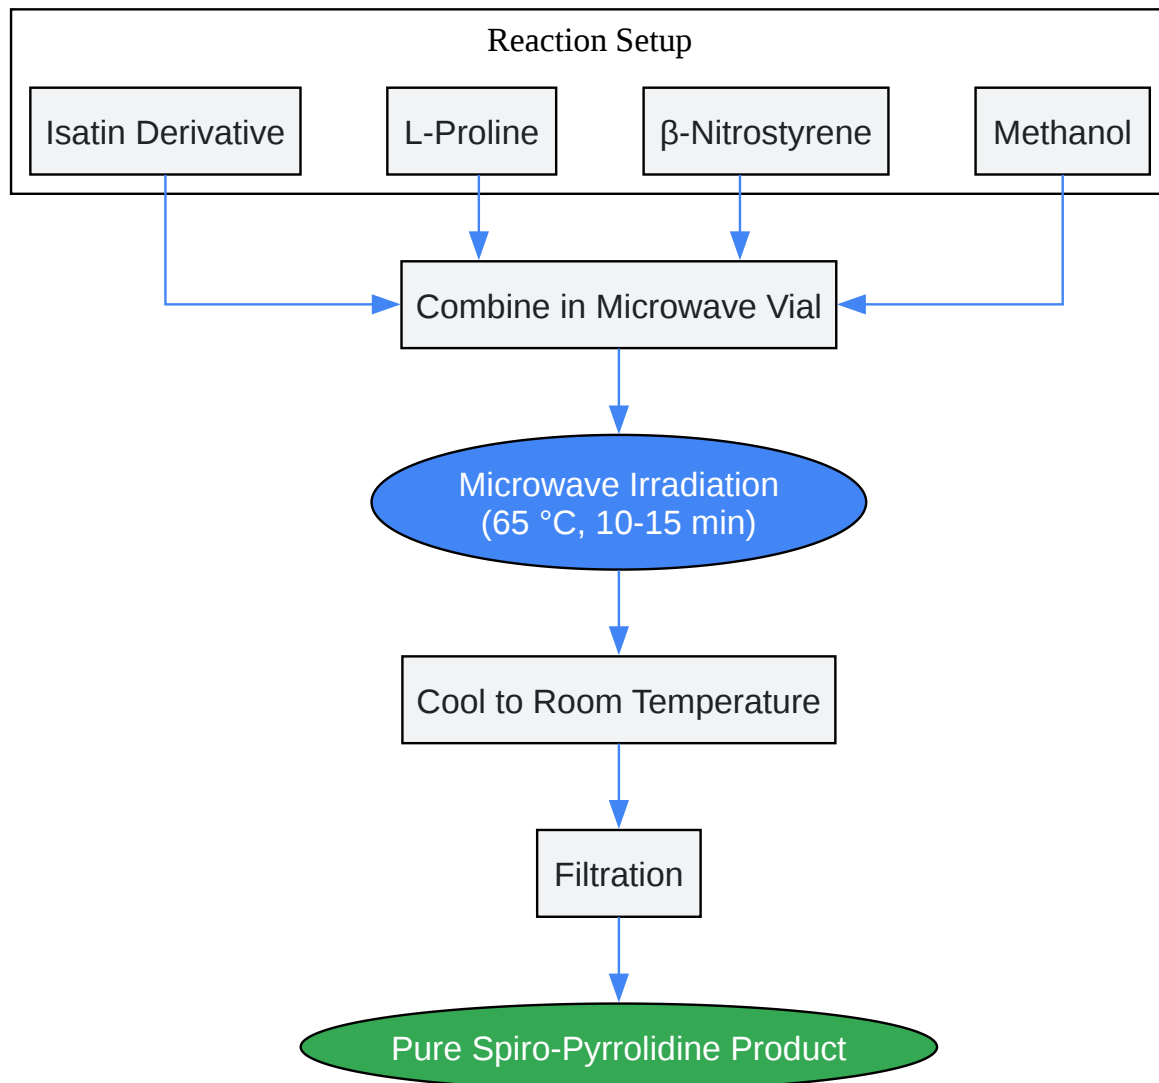 Reaction Setup
Isatin Derivative
L-Proline
β-Nitrostyrene
Methanol
Combine in Microwave Vial
Microwave Irradiation
(65 °C, 10-15 min)
Cool to Room Temperature
Filtration
Pure Spiro-Pyrrolidine Product